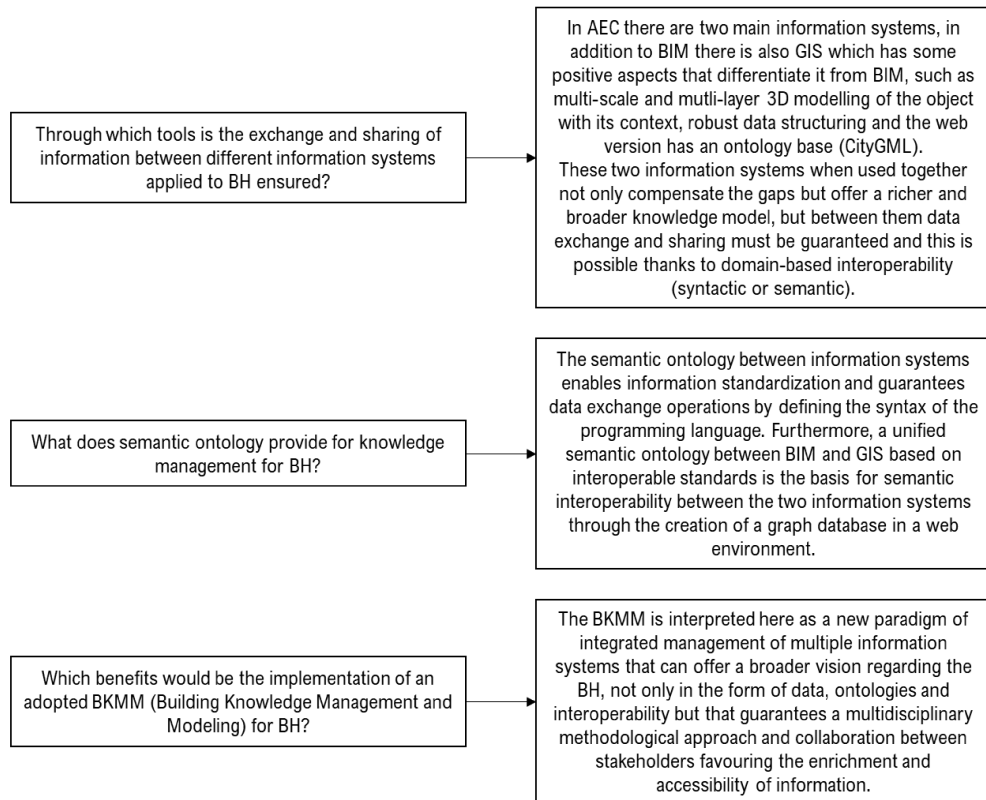 Through which tools is the exchange and sharing of
information between different information systems
applied to BH ensured?
In AEC there are two main information systems, in
addition to BIM there is also GIS which has some
positive aspects that differentiate it from BIM, such as
multi-scale and mutli-layer 3D modelling of the object
with its context, robust data structuring and the web
version has an ontology base (CityGML).
These two information systems when used together
not only compensate the gaps but offer a richer and
broader knowledge model, but between them data
exchange and sharing must be guaranteed and this is
possible thanks to domain-based interoperability
(syntactic or semantic).
What does semantic ontology provide for knowledge
management for BH?
The semantic ontology between information systems
enables information standardization and guarantees
data exchange operations by defining the syntax of the
programming language. Furthermore, a unified
semantic ontology between BIM and GIS based on
interoperable standards is the basis for semantic
interoperability between the two information systems
through the creation of a graph database in a web
environment.
Which benefits would be the implementation of an
adopted BKMM (Building Knowledge Management and
Modeling) for BH?
The BKMM is interpreted here as a new paradigm of
integrated management of multiple information
systems that can offer a broader vision regarding the
BH, not only in the form of data, ontologies and
interoperability but that guarantees a multidisciplinary
methodological approach and collaboration between
stakeholders favouring the enrichment and
accessibility of information.